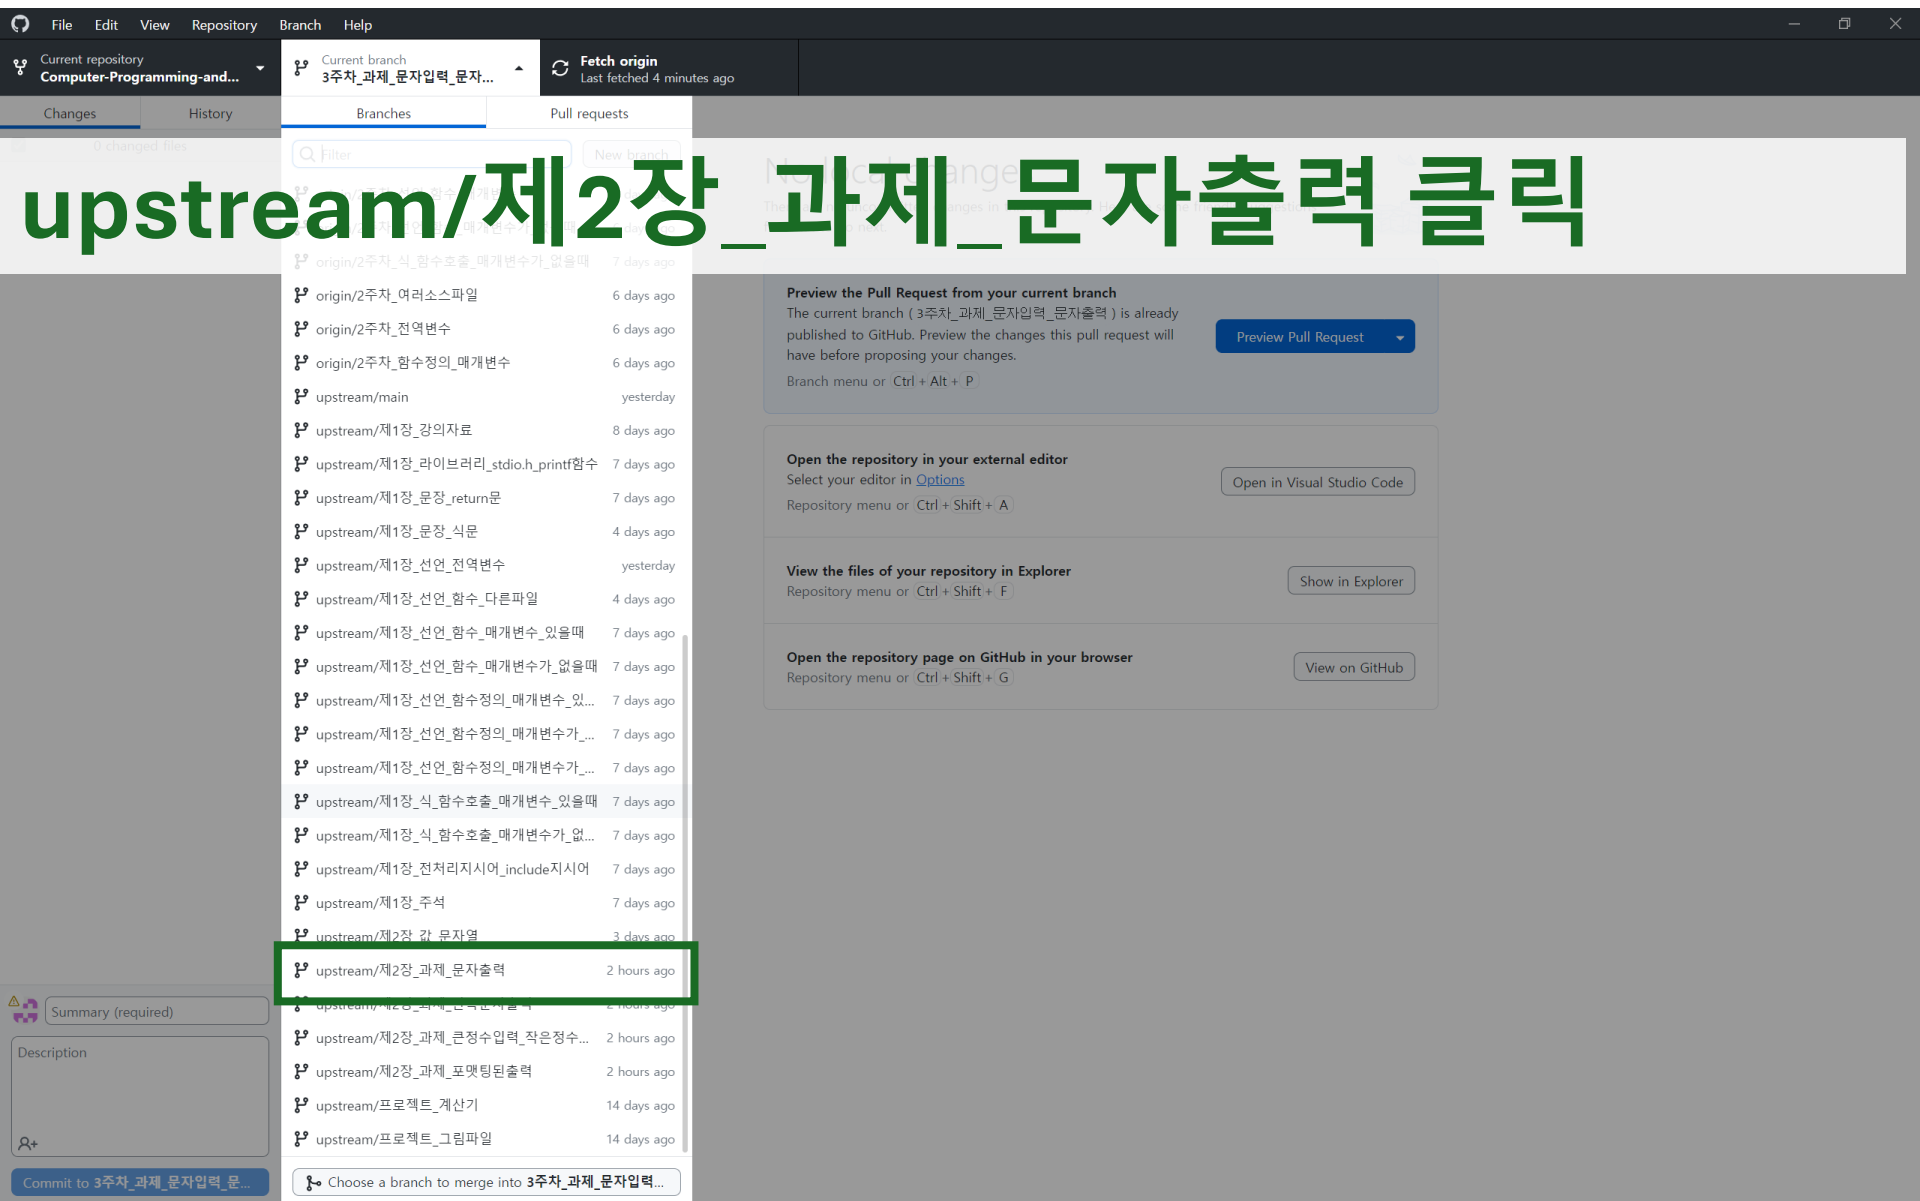 File Edit View Repository Branch Help
Current repository
Computer-Programming-and...
Current branch
3주차_과제_문자입력_문자...
Fetch origin
Last fetched 4 minutes ago
Changes History
Branches Pull requests
0 changed files
Filter
New branch
upstream/제2장_과제_문자출력 클릭
origin/2주차_식_함수호출_매개변수가_없을때 7 days ago
origin/2주차_여러소스파일 6 days ago
origin/2주차_전역변수 6 days ago
origin/2주차_함수정의_매개변수 6 days ago
upstream/main yesterday
upstream/제1장_강의자료 8 days ago
upstream/제1장_라이브러리_stdio.h_printf함수 7 days ago
upstream/제1장_문장_return문 7 days ago
upstream/제1장_문장_식문 4 days ago
upstream/제1장_선언_전역변수 yesterday
upstream/제1장_선언_함수_다른파일 4 days ago
upstream/제1장_선언_함수_매개변수_있을때 7 days ago
upstream/제1장_선언_함수_매개변수가_없을때 7 days ago
upstream/제1장_선언_함수정의_매개변수_있... 7 days ago
upstream/제1장_선언_함수정의_매개변수가_... 7 days ago
upstream/제1장_선언_함수정의_매개변수가_... 7 days ago
upstream/제1장_식_함수호출_매개변수_있을때 7 days ago
upstream/제1장_식_함수호출_매개변수가_없... 7 days ago
upstream/제1장_전처리지시어_include지시어 7 days ago
upstream/제1장_주석 7 days ago
upstream/제2장_값_문자열 3 days ago
upstream/제2장_과제_문자출력 2 hours ago
2 hours ago
upstream/제2장_과제_큰정수입력_작은정수... 2 hours ago
upstream/제2장_과제_포맷팅된출력 2 hours ago
upstream/프로젝트_계산기 14 days ago
upstream/프로젝트_그림파일 14 days ago
Choose a branch to merge into 3주차_과제_문자입력...
Preview the Pull Request from your current branch
The current branch ( 3주차_과제_문자입력_문자출력 ) is already
published to GitHub. Preview the changes this pull request will
have before proposing your changes.
Branch menu or Ctrl + Alt + P
Preview Pull Request
Open the repository in your external editor
Select your editor in Options
Repository menu or Ctrl + Shift + A
Open in Visual Studio Code
View the files of your repository in Explorer
Repository menu or Ctrl + Shift + F
Show in Explorer
Open the repository page on GitHub in your browser
Repository menu or Ctrl + Shift + G
View on GitHub
Summary (required)
Description
Commit to 3주차_과제_문자입력_문...